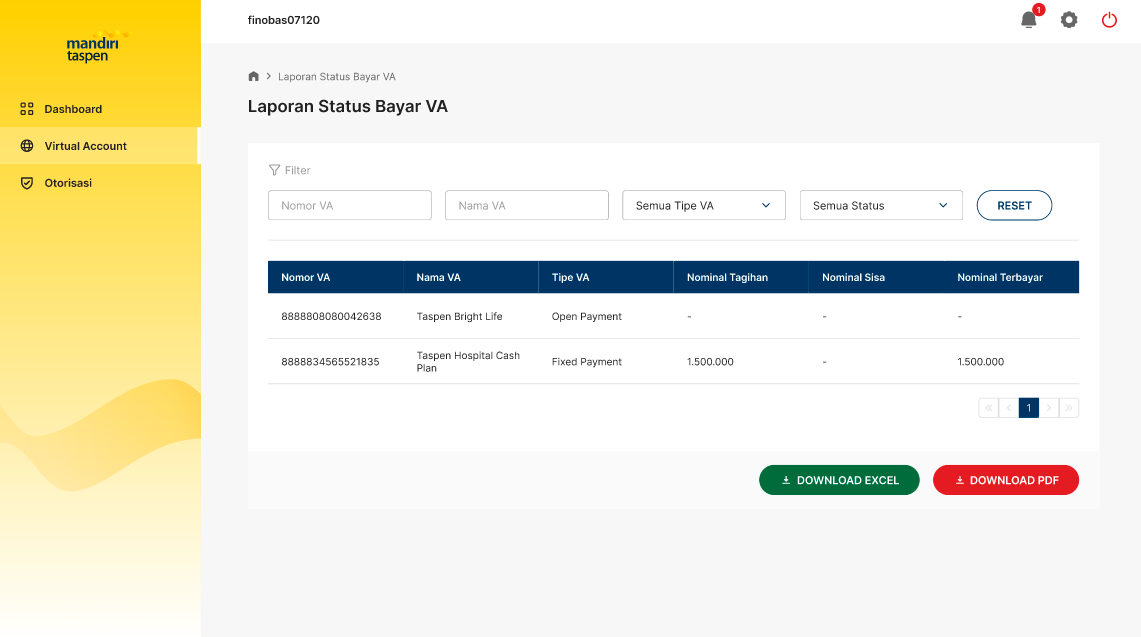 mandiri
taspen
finobas07120
1
Dashboard
Virtual Account
Otorisasi
Laporan Status Bayar VA
Laporan Status Bayar VA
Filter
Nomor VA
Nama VA
Semua Tipe VA
Semua Status
RESET
Nomor VA Nama VA Tipe VA Nominal Tagihan Nominal Sisa Nominal Terbayar
8888808080042638 Taspen Bright Life Open Payment - - -
8888834565521835 Taspen Hospital Cash Plan Fixed Payment 1.500.000 - 1.500.000
« < 1 > »
DOWNLOAD EXCEL
DOWNLOAD PDF